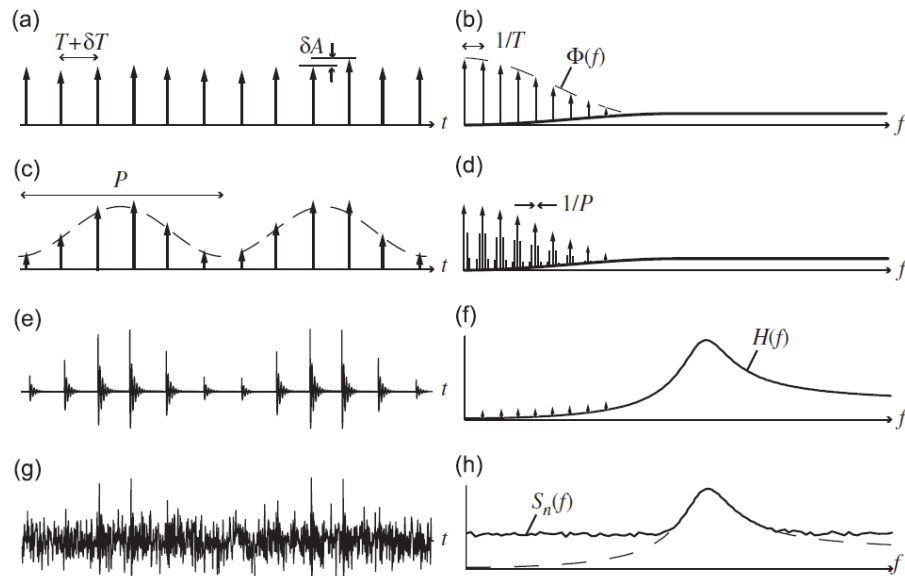 (a)
T+δT
δA
t
(b)
1/T
Φ(f)
f
(c)
P
t
(d)
1/P
f
(e)
t
(f)
H(f)
f
(g)
t
(h)
Sn(f)
f